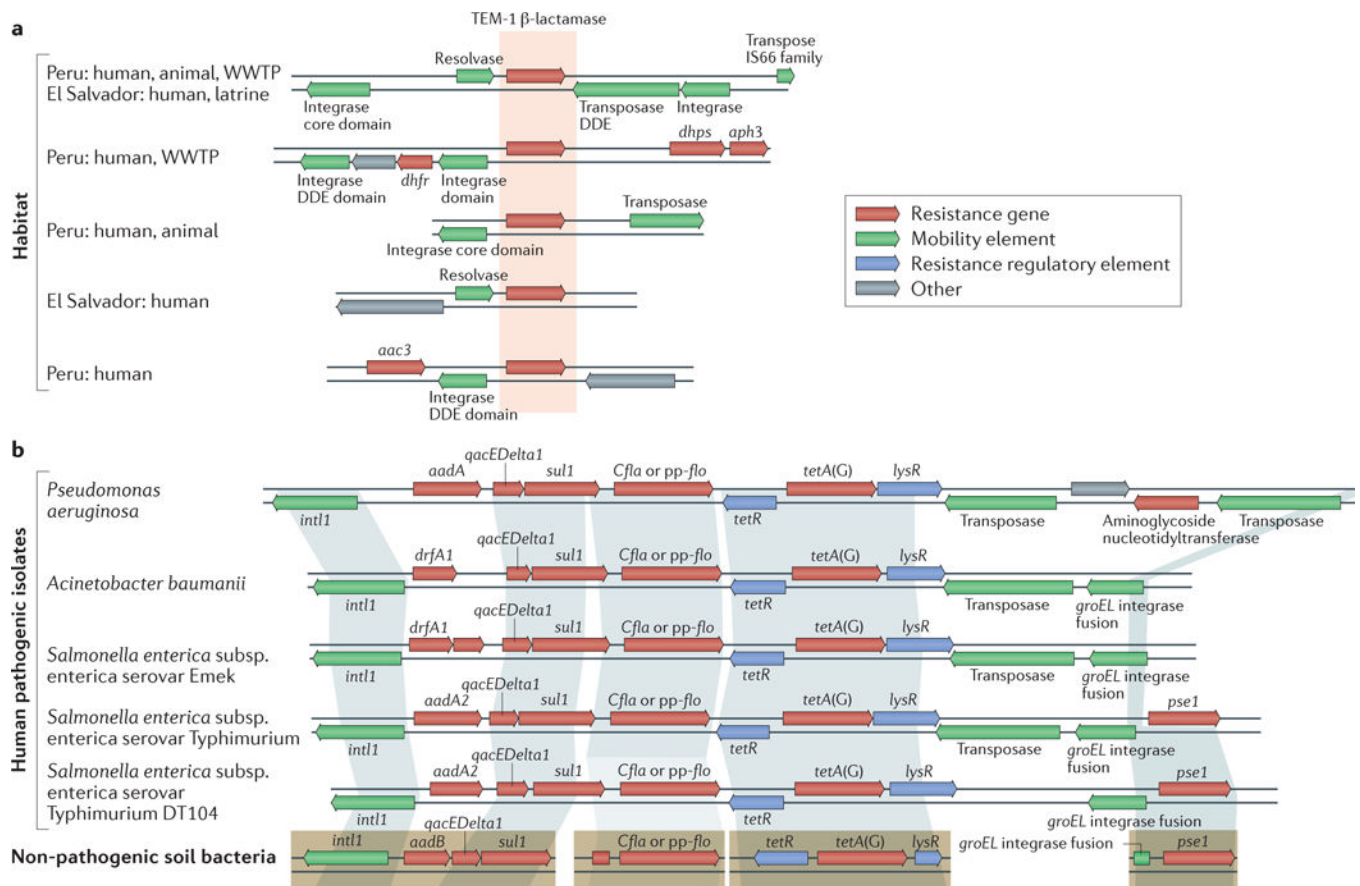 a
TEM-1 β-lactamase
Habitat
Peru: human, animal, WWTP
El Salvador: human, latrine
Resolvase
Transpose
IS66 family
Integrase
core domain
Transposase
DDE
Integrase
Peru: human, WWTP
dhps
aph3
Integrase
DDE domain
dhfr
Integrase
domain
Peru: human, animal
Transposase
Integrase core domain
El Salvador: human
Resolvase
Peru: human
aac3
Integrase
DDE domain
Resistance gene
Mobility element
Resistance regulatory element
Other
b
Human pathogenic isolates
Pseudomonas
aeruginosa
aadA
qacEDelta1
sul1
Cfla or pp-flo
tetA(G)
lysR
intl1
tetR
Transposase
Aminoglycoside
nucleotidyltransferase
Transposase
Acinetobacter baumanii
drfA1
qacEDelta1
sul1
Cfla or pp-flo
tetA(G)
lysR
intl1
tetR
Transposase
groEL integrase
fusion
Salmonella enterica subsp.
enterica serovar Emek
drfA1
qacEDelta1
sul1
Cfla or pp-flo
tetA(G)
lysR
intl1
tetR
Transposase
groEL integrase
fusion
Salmonella enterica subsp.
enterica serovar Typhimurium
aadA2
qacEDelta1
sul1
Cfla or pp-flo
tetA(G)
lysR
pse1
intl1
tetR
Transposase
groEL integrase
fusion
Salmonella enterica subsp.
enterica serovar
Typhimurium DT104
aadA2
qacEDelta1
sul1
Cfla or pp-flo
tetA(G)
lysR
pse1
intl1
tetR
groEL integrase fusion
Non-pathogenic soil bacteria
intl1
aadB
qacEDelta1
sul1
Cfla or pp-flo
tetR
tetA(G)
lysR
groEL integrase fusion
pse1